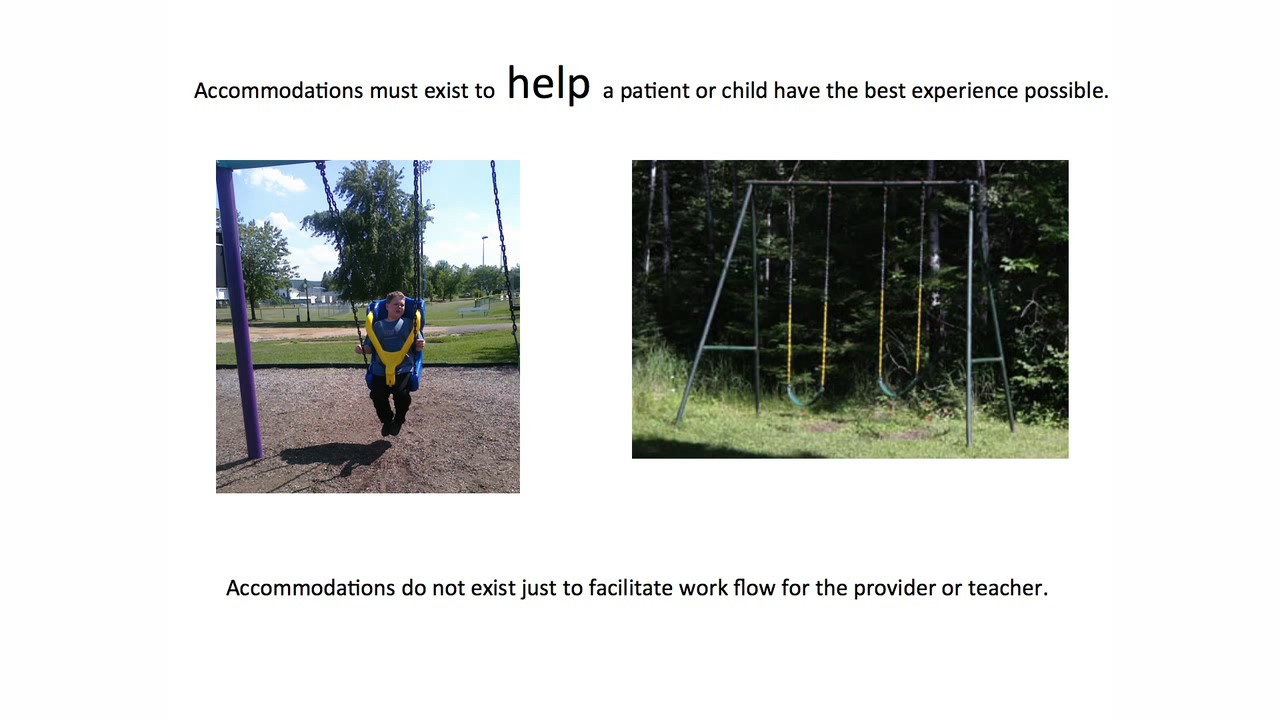 Accommodations must exist to help a patient or child have the best experience possible.
Accommodations do not exist just to facilitate work flow for the provider or teacher.